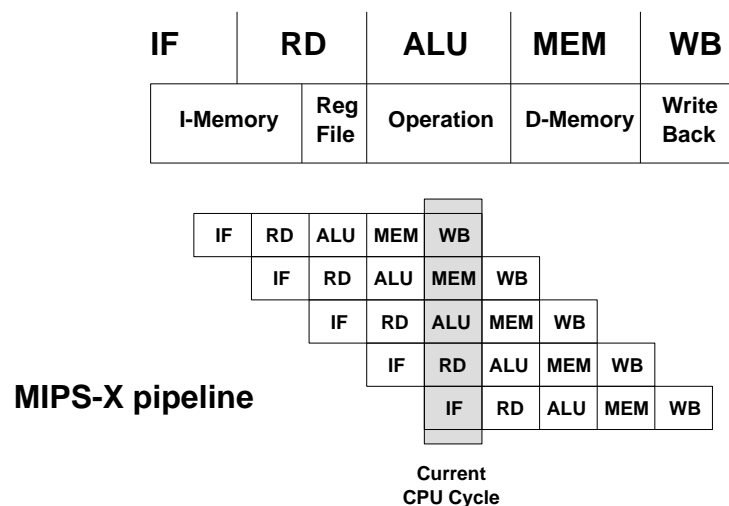 IF RD ALU MEM WB
I-Memory Reg File Operation D-Memory Write Back
IF RD ALU MEM WB
IF RD ALU MEM WB
IF RD ALU MEM WB
IF RD ALU MEM WB
MIPS-X pipeline
IF RD ALU MEM WB
Current
CPU Cycle